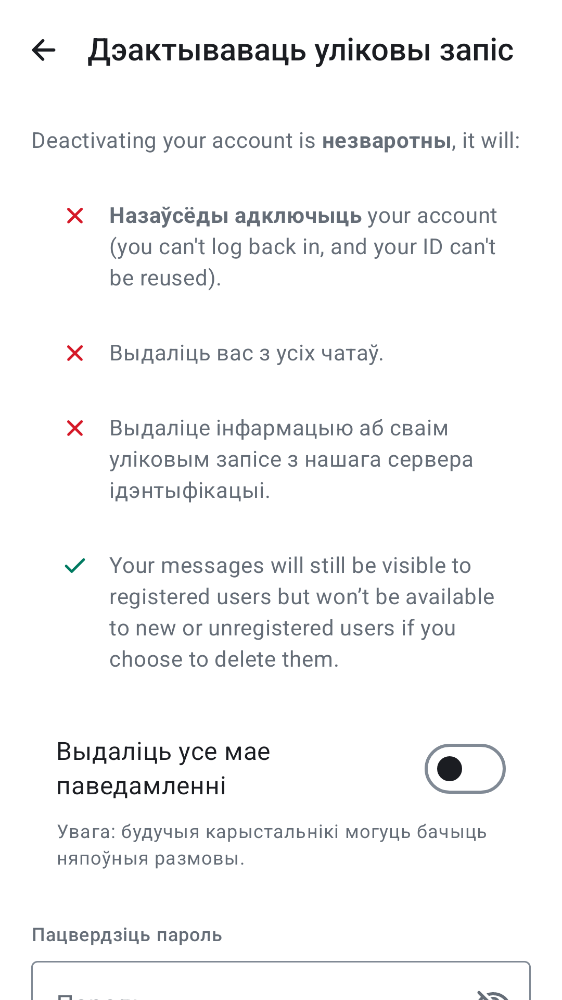 Дэактываваць уліковы запіс
Deactivating your account is незваротны, it will:
Назаўсёды адключыць your account
(you can't log back in, and your ID can't
be reused).
Выдаліць вас з усіх чатаў.
Выдаліце інфармацыю аб сваім
уліковым запісе з нашага сервера
ідэнтыфікацыі.
Your messages will still be visible to
registered users but won’t be available
to new or unregistered users if you
choose to delete them.
Выдаліць усе мае
паведамленні
Увага: будучыя карыстальнікі могуць бачыць
няпоўныя размовы.
Пацвердзіць пароль